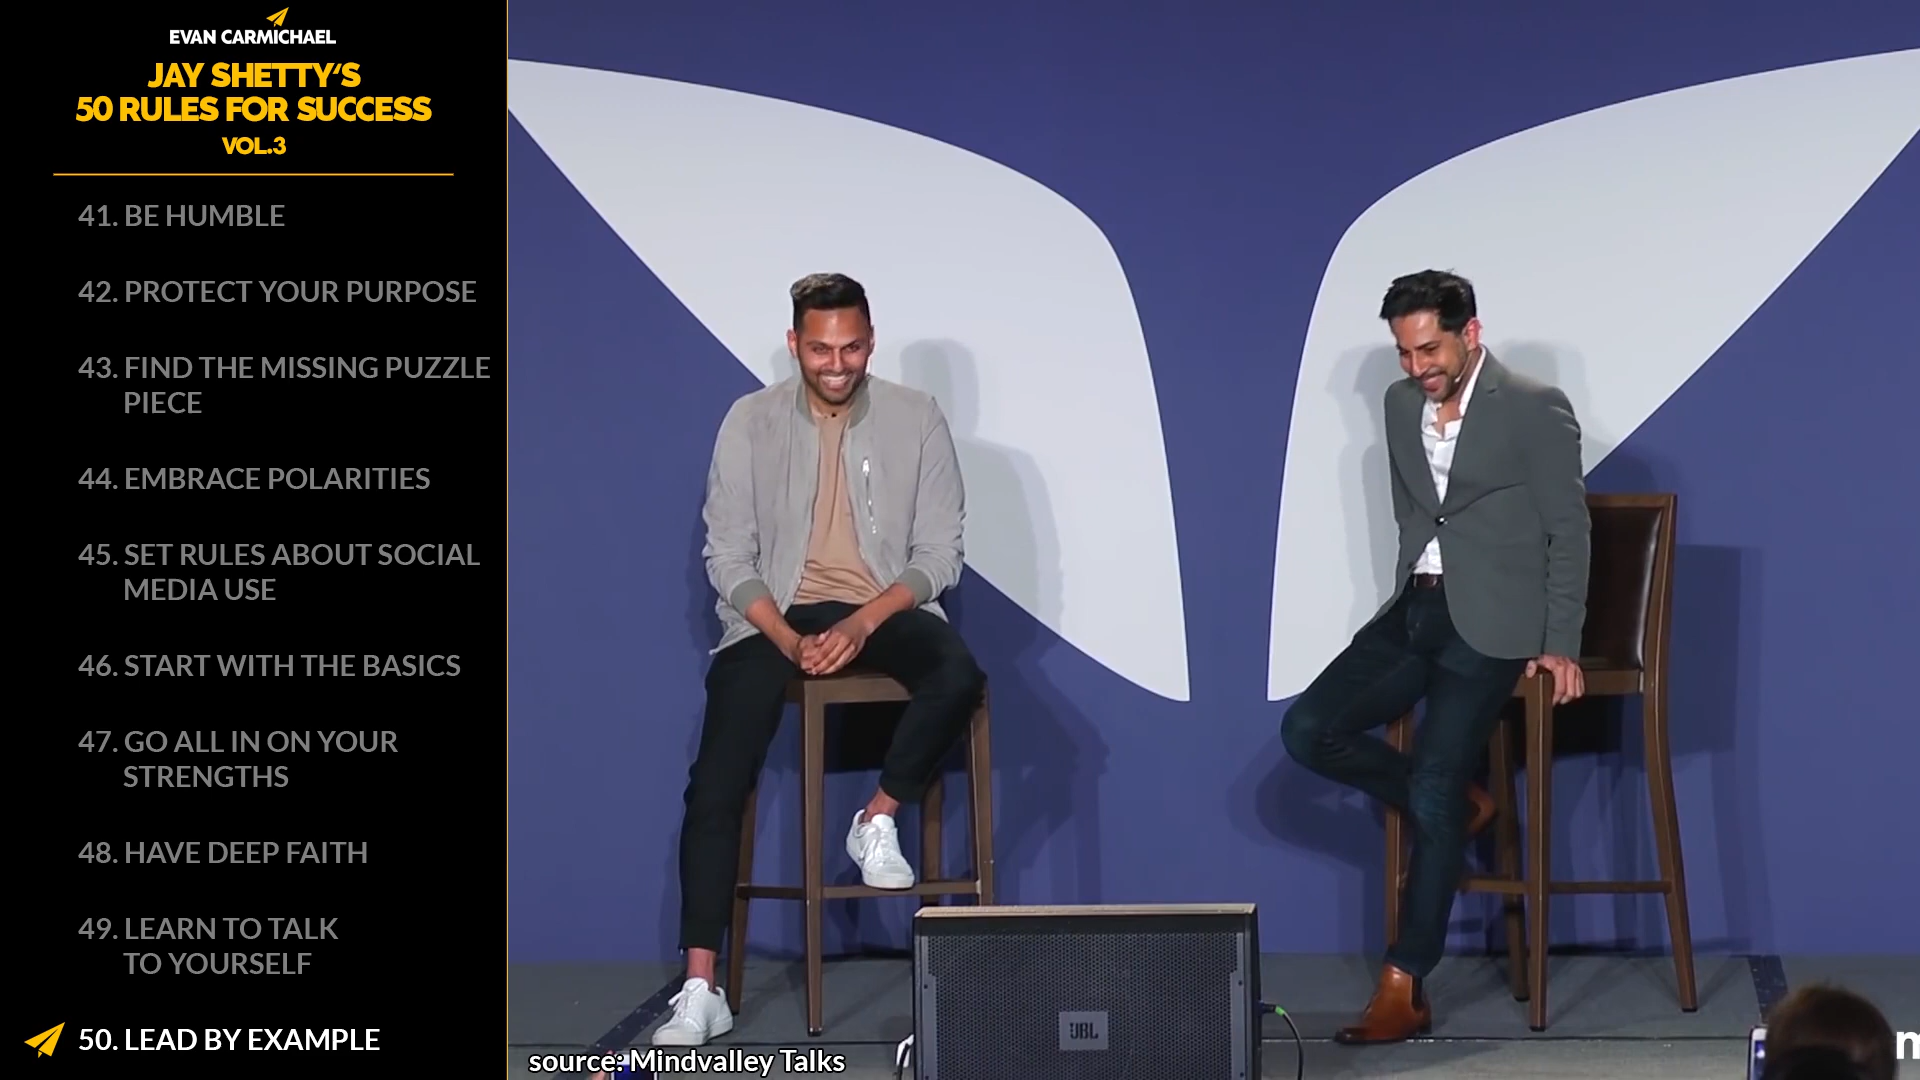 EVAN CARMICHAEL
JAY SHETTY'S
50 RULES FOR SUCCESS
VOL.3
41. BE HUMBLE
42. PROTECT YOUR PURPOSE
43. FIND THE MISSING PUZZLE
PIECE
44. EMBRACE POLARITIES
45. SET RULES ABOUT SOCIAL
MEDIA USE
46. START WITH THE BASICS
47. GO ALL IN ON YOUR
STRENGTHS
48. HAVE DEEP FAITH
49. LEARN TO TALK
TO YOURSELF
50. LEAD BY EXAMPLE
source: Mindvalley Talks
JBL
m